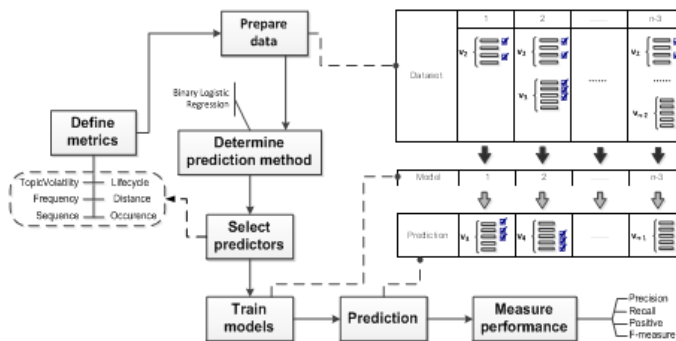 Prepare
data
Binary Logistic
Regression
Define
metrics
Determine
prediction method
TopicVolatility
Lifecycle
Frequency
Distance
Sequence
Occurence
Select
predictors
Train
models
Prediction
Measure
performance
Precision
Recall
Positive
F-measure
1
2
........
n-3
Dataset
V2
V2
V3
......
......
Vn-2
Model
1
2
........
n-3
Prediction
V4
........
Vn-1